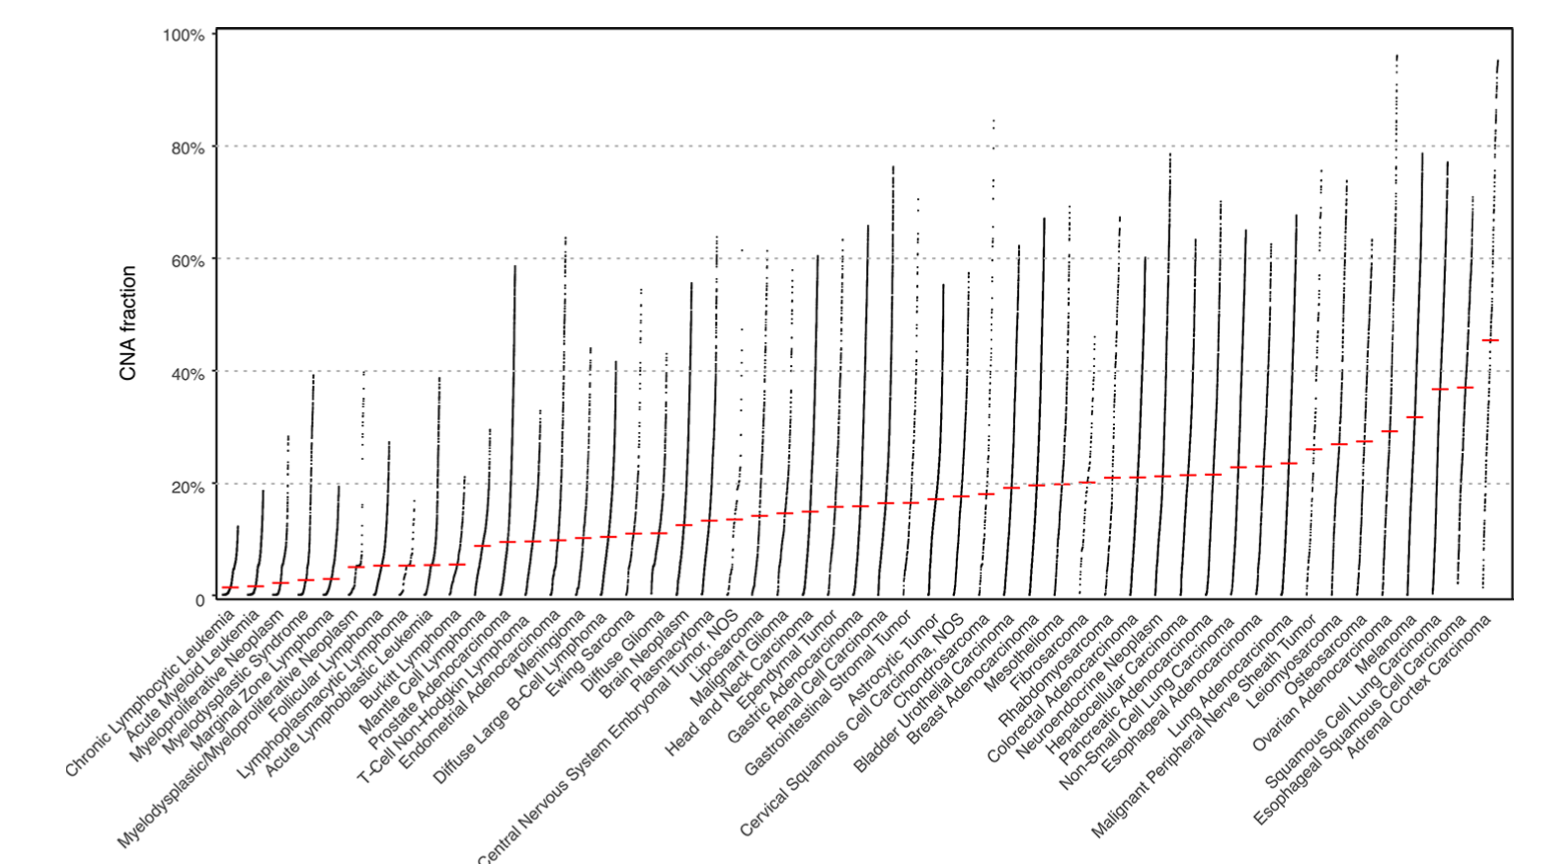 100%
80%
60%
40%
20%
0
CNA fraction
Chronic Lymphocytic Leukemia
Acute Myeloid Leukemia
Myeloproliferative Neoplasm
Myelodysplastic Syndrome
Marginal Zone Lymphoma
Myelodysplastic/Myeloproliferative Neoplasm
Follicular Lymphoma
Lymphoplasmacytic Lymphoma
Acute Lymphoblastic Leukemia
Burkitt Lymphoma
Mantle Cell Lymphoma
Prostate Adenocarcinoma
T-Cell Non-Hodgkin Lymphoma
Endometrial Adenocarcinoma
Meningioma
Diffuse Large B-Cell Lymphoma
Ewing Sarcoma
Diffuse Glioma
Brain Neoplasm
Plasmacytoma
Central Nervous System Embryonal Tumor, NOS
Liposarcoma
Malignant Glioma
Head and Neck Carcinoma
Ependymal Tumor
Gastric Adenocarcinoma
Renal Cell Carcinoma
Gastrointestinal Stromal Tumor
Astrocytic Tumor
Carcinoma, NOS
Cervical Squamous Cell Carcinoma
Chondrosarcoma
Bladder Urothelial Carcinoma
Breast Adenocarcinoma
Mesothelioma
Fibrosarcoma
Rhabdomyosarcoma
Colorectal Adenocarcinoma
Neuroendocrine Neoplasm
Hepatocellular Carcinoma
Pancreatic Adenocarcinoma
Non-Small Cell Lung Carcinoma
Esophageal Adenocarcinoma
Lung Adenocarcinoma
Malignant Peripheral Nerve Sheath Tumor
Leiomyosarcoma
Osteosarcoma
Ovarian Adenocarcinoma
Melanoma
Squamous Cell Lung Carcinoma
Esophageal Squamous Cell Carcinoma
Adrenal Cortex Carcinoma